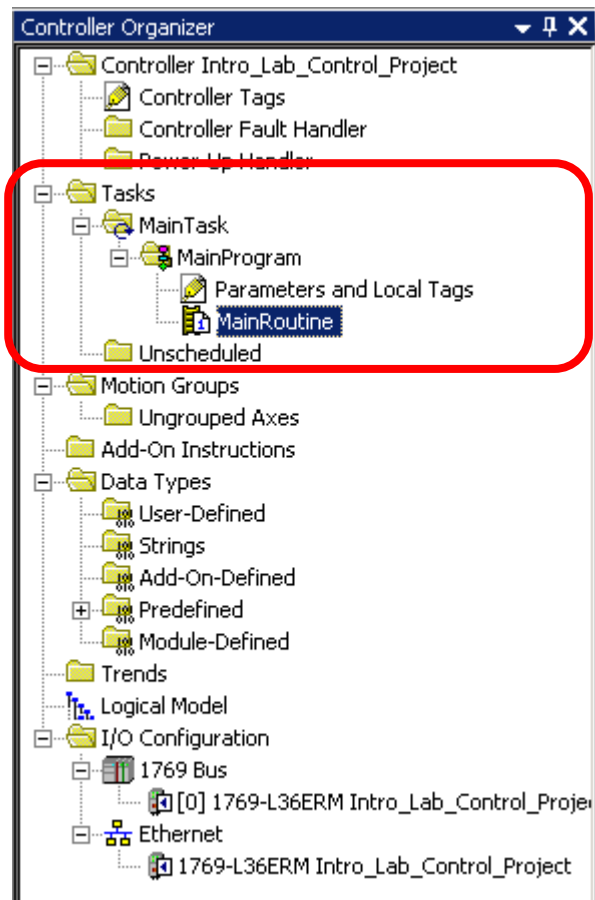 Controller Organizer
Controller Intro_Lab_Control_Project
Controller Tags
Controller Fault Handler
Power-Up Handler
Tasks
MainTask
MainProgram
Parameters and Local Tags
MainRoutine
Unscheduled
Motion Groups
Ungrouped Axes
Add-On Instructions
Data Types
User-Defined
Strings
Add-On-Defined
Predefined
Module-Defined
Trends
Logical Model
I/O Configuration
1769 Bus
[0] 1769-L36ERM Intro_Lab_Control_Proje
Ethernet
1769-L36ERM Intro_Lab_Control_Project